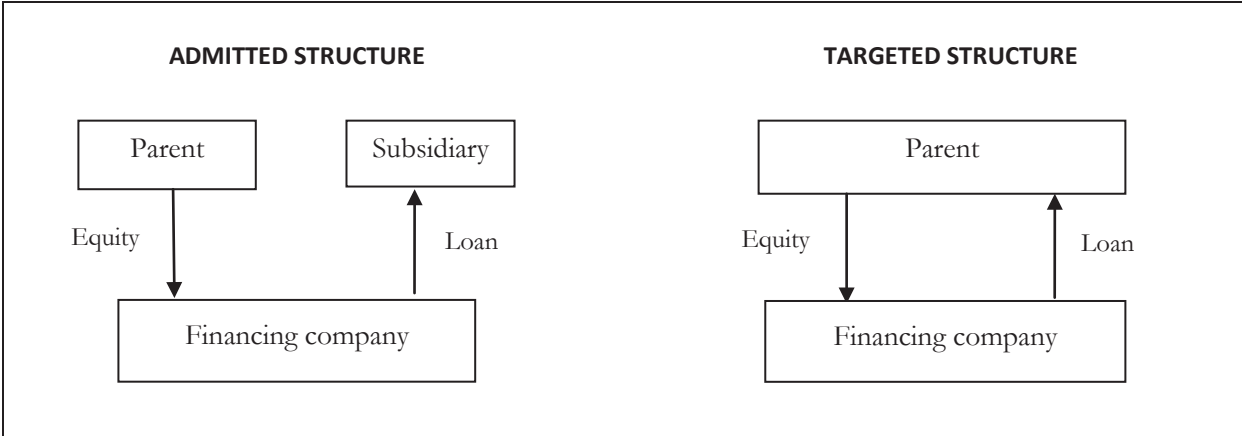 ADMITTED STRUCTURE
Parent
Subsidiary
Equity
Loan
Financing company
TARGETED STRUCTURE
Parent
Equity
Loan
Financing company